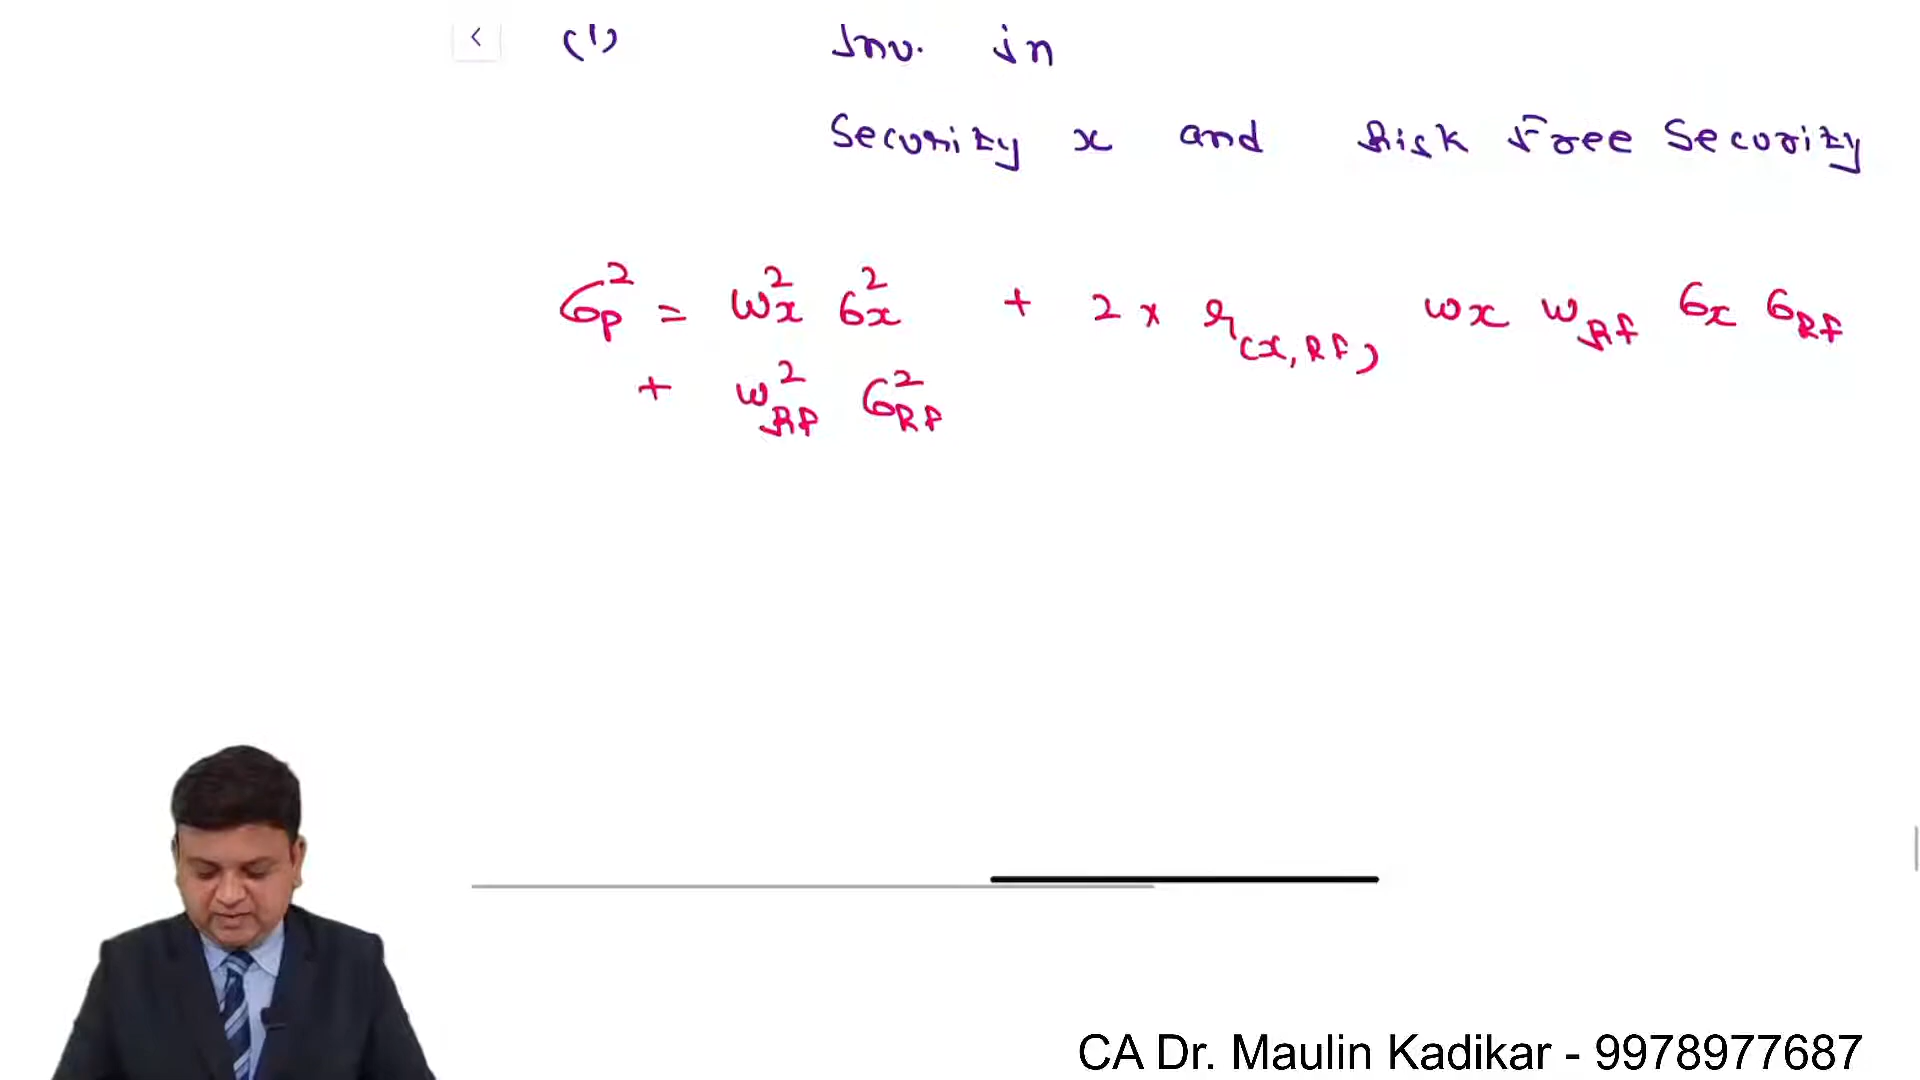 <
(1) Inv. in
Security x and Risk Free Security
σp² = wx² σx² + 2 × r(x,RF) wx wRF σx σRF
+ wRF² σRF²
CA Dr. Maulin Kadikar - 9978977687